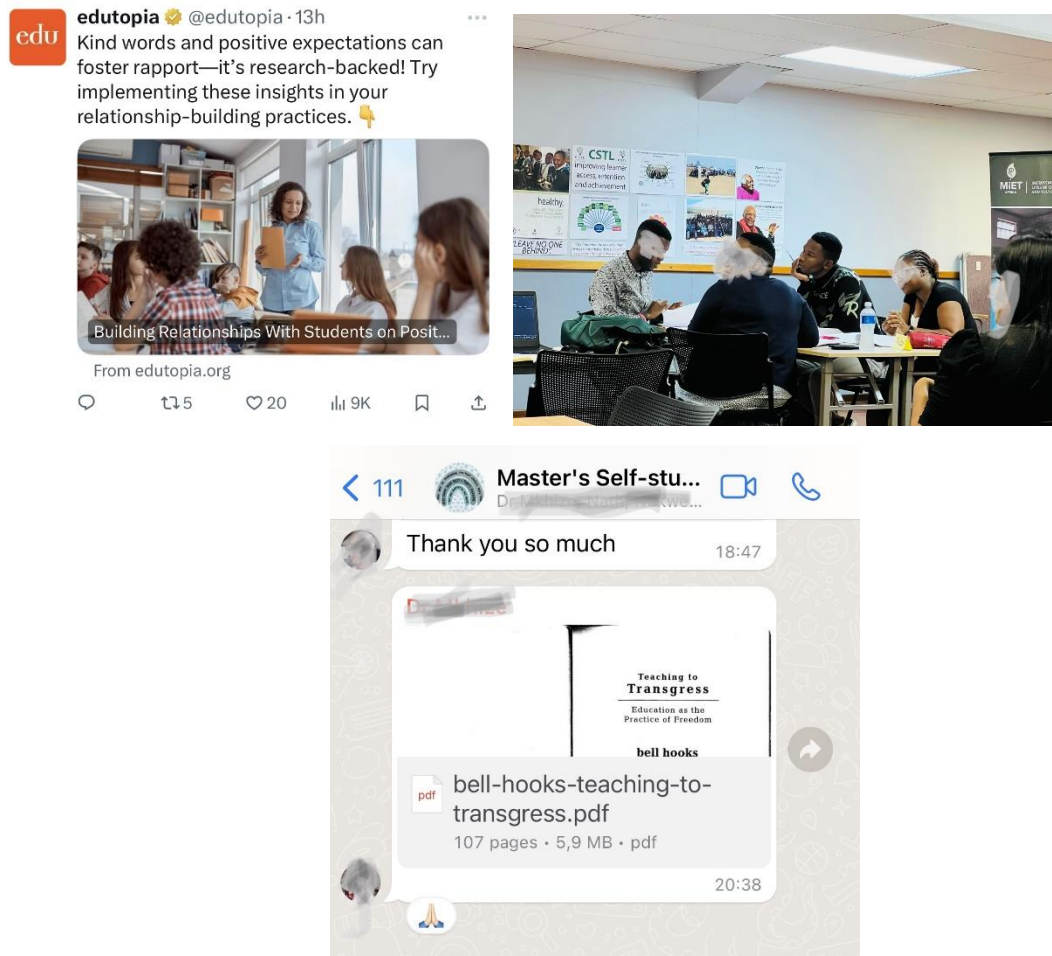 edu
edutopia @edutopia · 13h
Kind words and positive expectations can
foster rapport—it's research-backed! Try
implementing these insights in your
relationship-building practices. 👇
Building Relationships With Students on Posit...
From edutopia.org
5
20
9K
CSTL
improving learner
access, retention
and achievement
healthy.
"LEAVE NO ONE
BEHIND"
MiET
111
Master's Self-stu...
Thank you so much
18:47
Teaching to
Transgress
Education as the
Practice of Freedom
bell hooks
pdf
bell-hooks-teaching-to-
transgress.pdf
107 pages • 5,9 MB • pdf
20:38
🙏🏻